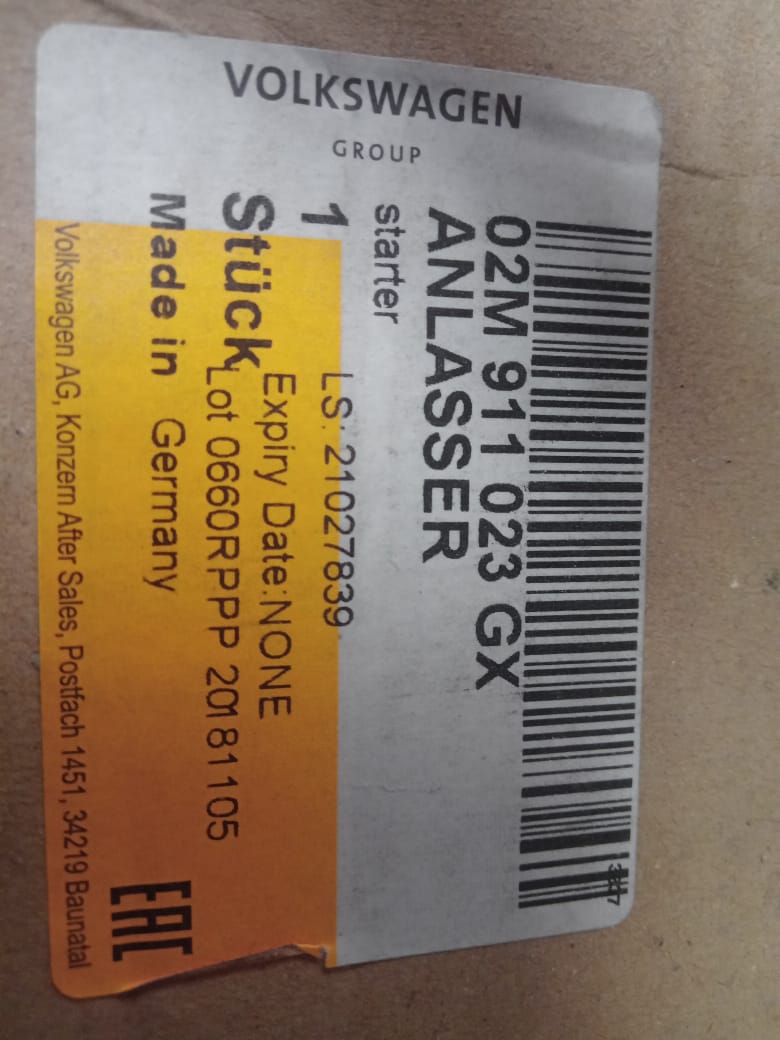 VOLKSWAGEN
GROUP
02M 911 023 GX
ANLASSER
starter
1
LS: 21027839
Expiry Date:NONE
Stück
Lot 0660RPPP 20181105
Made in Germany
EAC
Volkswagen AG, Konzern After Sales, Postfach 1451, 34219 Baunatal